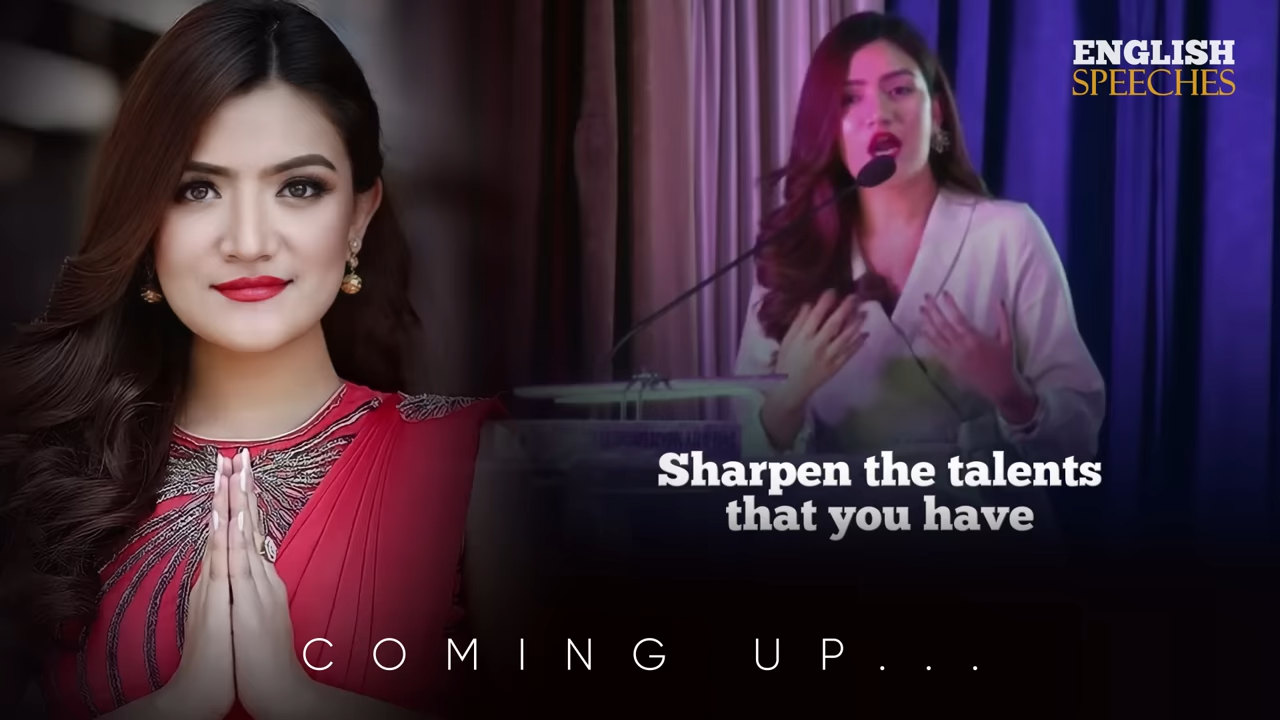 ENGLISH
SPEECHES
Sharpen the talents
that you have
COMING UP...